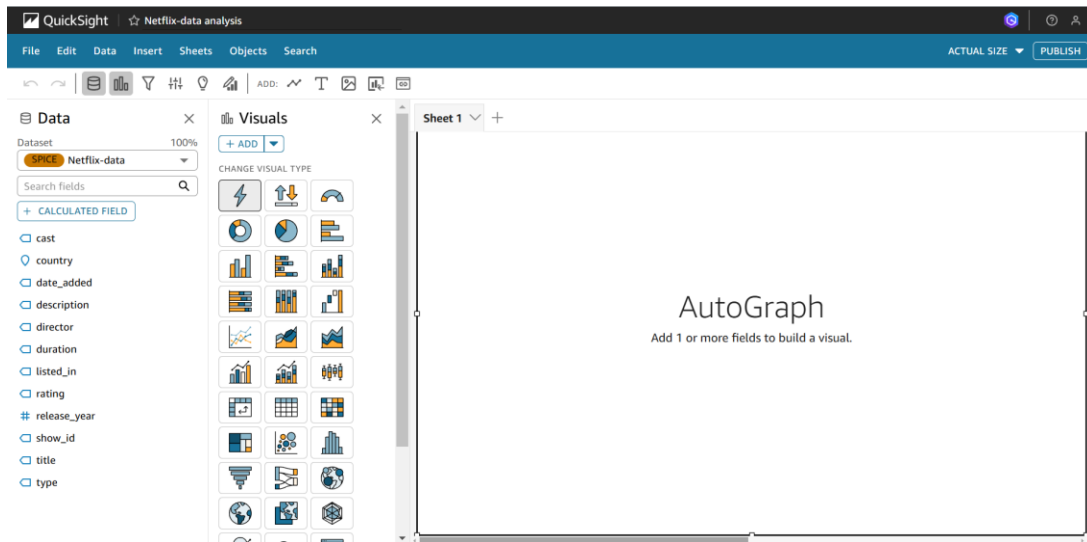 QuickSight Netflix-data analysis
File Edit Data Insert Sheets Objects Search ACTUAL SIZE PUBLISH
ADD:
Data
Dataset 100%
SPICE Netflix-data
Search fields
+ CALCULATED FIELD
cast
country
date_added
description
director
duration
listed_in
rating
# release_year
show_id
title
type
Visuals
+ ADD
CHANGE VISUAL TYPE
Sheet 1
AutoGraph
Add 1 or more fields to build a visual.